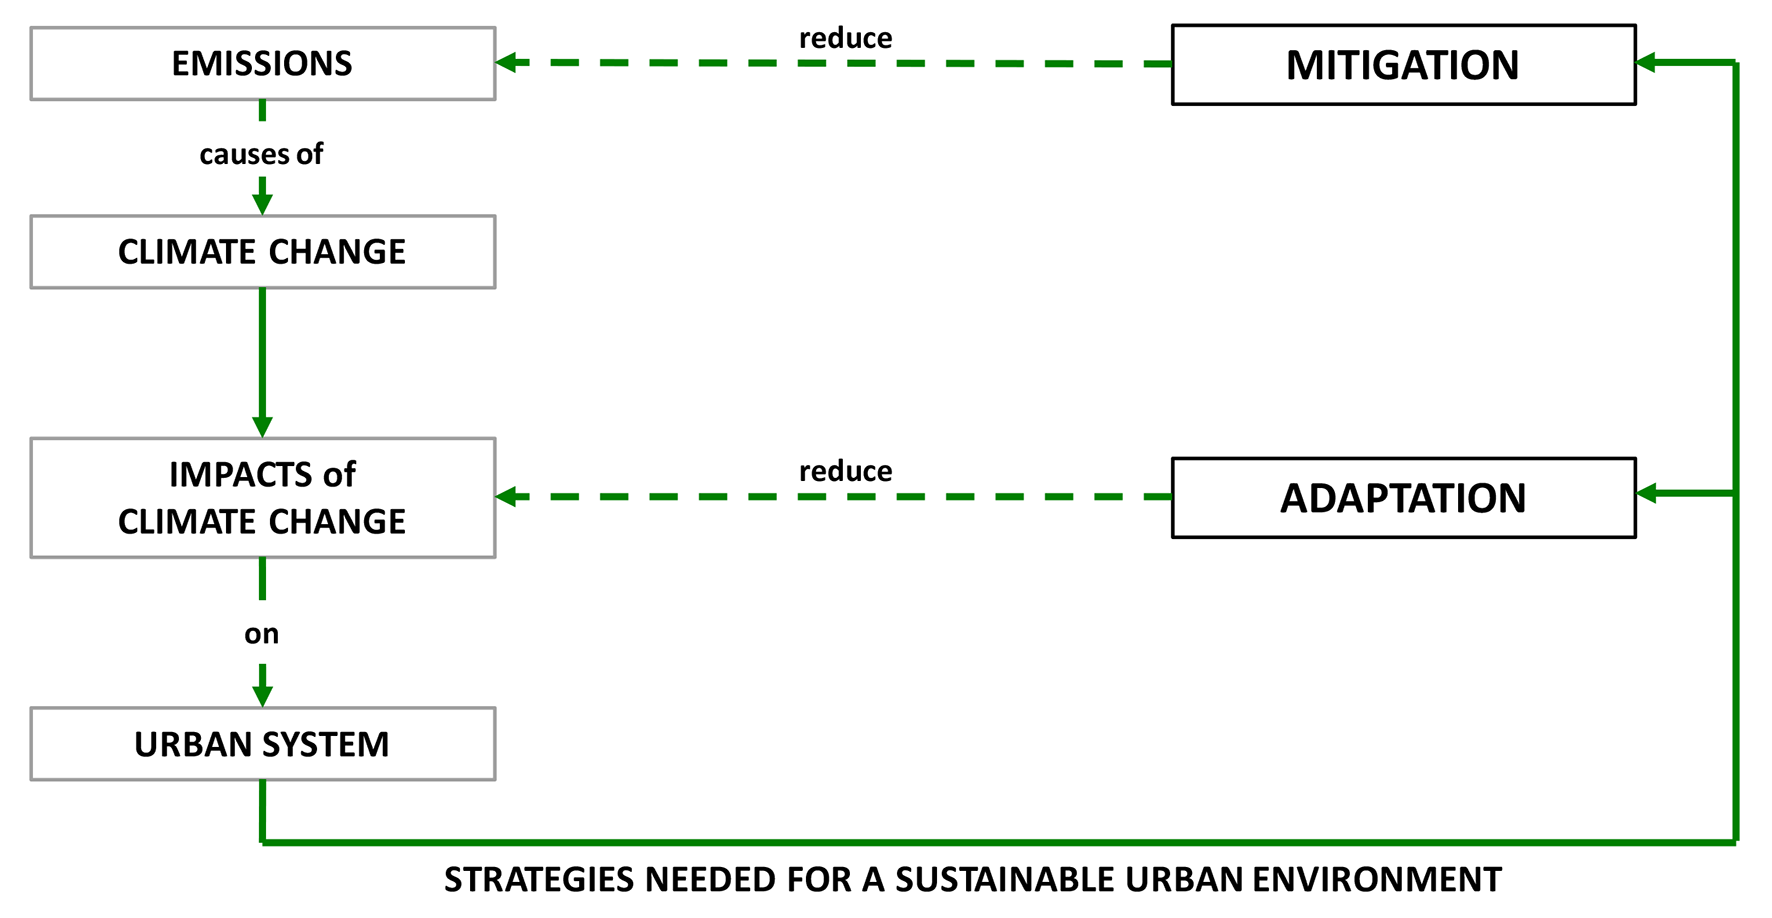 EMISSIONS
reduce
MITIGATION
causes of
CLIMATE CHANGE
IMPACTS of
CLIMATE CHANGE
reduce
ADAPTATION
on
URBAN SYSTEM
STRATEGIES NEEDED FOR A SUSTAINABLE URBAN ENVIRONMENT